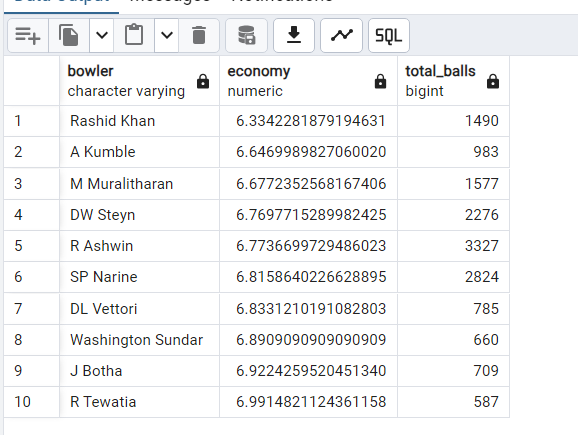 Data Output Messages Notifications
SQL
bowler economy total_balls
character varying numeric bigint
1 Rashid Khan 6.3342281879194631 1490
2 A Kumble 6.6469989827060020 983
3 M Muralitharan 6.6772352568167406 1577
4 DW Steyn 6.7697715289982425 2276
5 R Ashwin 6.7736699729486023 3327
6 SP Narine 6.8158640226628895 2824
7 DL Vettori 6.8331210191082803 785
8 Washington Sundar 6.8909090909090909 660
9 J Botha 6.9224259520451340 709
10 R Tewatia 6.9914821124361158 587